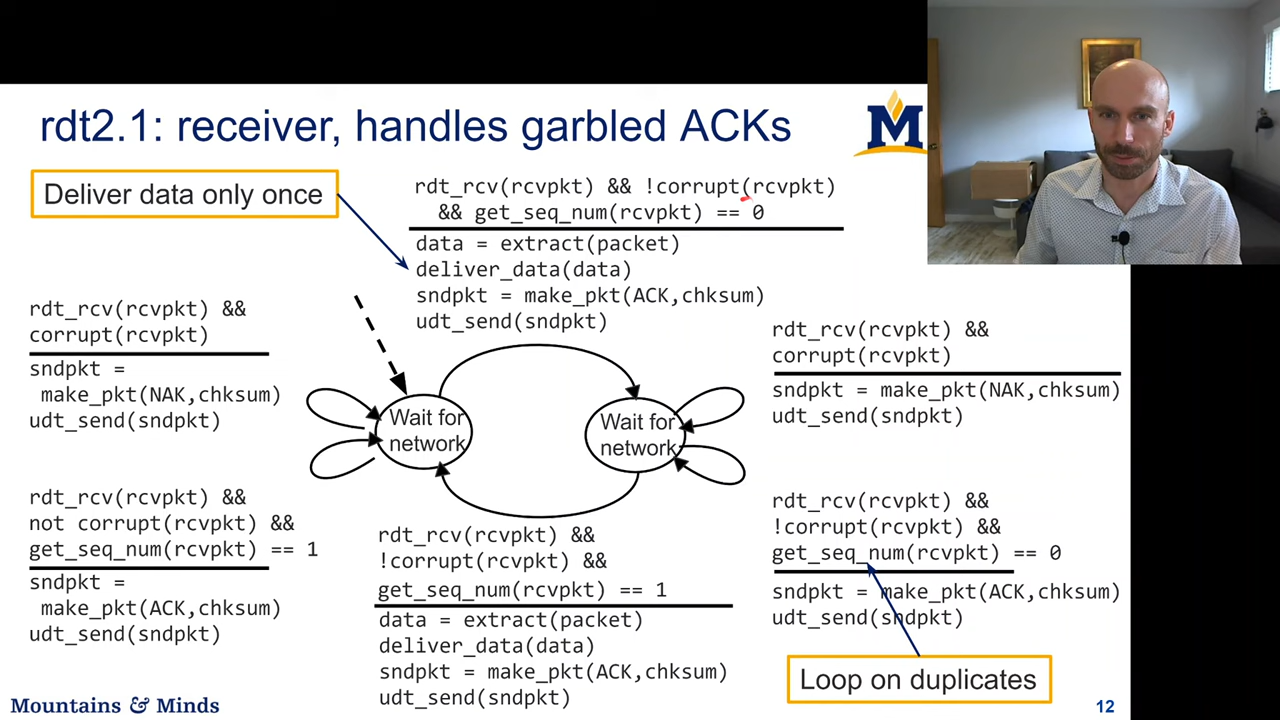 rdt2.1: receiver, handles garbled ACKs
M
Deliver data only once
rdt_rcv(rcvpkt) && !corrupt(rcvpkt)
&& get_seq_num(rcvpkt) == 0
data = extract(packet)
deliver_data(data)
sndpkt = make_pkt(ACK,chksum)
udt_send(sndpkt)
rdt_rcv(rcvpkt) &&
corrupt(rcvpkt)
sndpkt =
make_pkt(NAK,chksum)
udt_send(sndpkt)
Wait for
network
Wait for
network
rdt_rcv(rcvpkt) &&
corrupt(rcvpkt)
sndpkt = make_pkt(NAK,chksum)
udt_send(sndpkt)
rdt_rcv(rcvpkt) &&
not corrupt(rcvpkt) &&
get_seq_num(rcvpkt) == 1
sndpkt =
make_pkt(ACK,chksum)
udt_send(sndpkt)
rdt_rcv(rcvpkt) &&
!corrupt(rcvpkt) &&
get_seq_num(rcvpkt) == 1
data = extract(packet)
deliver_data(data)
sndpkt = make_pkt(ACK,chksum)
udt_send(sndpkt)
rdt_rcv(rcvpkt) &&
!corrupt(rcvpkt) &&
get_seq_num(rcvpkt) == 0
sndpkt = make_pkt(ACK,chksum)
udt_send(sndpkt)
Loop on duplicates
Mountains & Minds
12